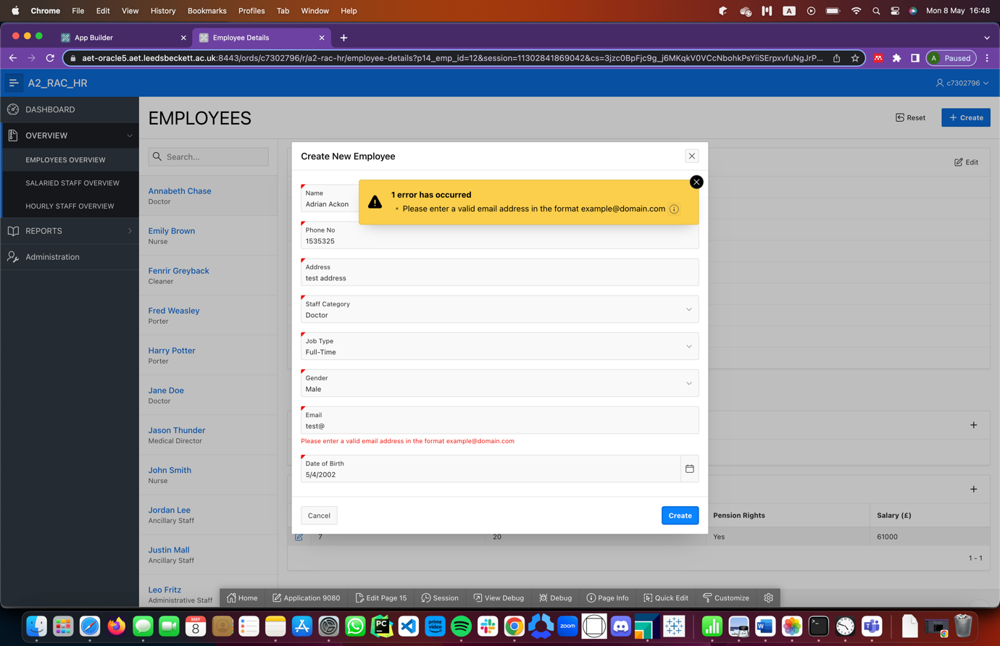 Chrome File Edit View History Bookmarks Profiles Tab Window Help
A
Mon 8 May 16:48
App Builder
Employee Details
aet-oracle5.aet.leedsbeckett.ac.uk:8443/ords/c7302796/r/a2-rac-hr/employee-details?p14_emp_id=12&session=11302841869042&cs=3jzc0BpFjc9g_j6MKqkV0VCcNbohkPsYiiSErpxvfuNgJrP...
A Paused
A2_RAC_HR
c7302796
DASHBOARD
OVERVIEW
EMPLOYEES OVERVIEW
SALARIED STAFF OVERVIEW
HOURLY STAFF OVERVIEW
REPORTS
Administration
EMPLOYEES
Reset
Create
Search...
Annabeth Chase
Doctor
Emily Brown
Nurse
Fenrir Greyback
Cleaner
Fred Weasley
Porter
Harry Potter
Porter
Jane Doe
Doctor
Jason Thunder
Medical Director
John Smith
Nurse
Jordan Lee
Ancillary Staff
Justin Mall
Ancillary Staff
Leo Fritz
Administrative Staff
Edit
Create New Employee
1 error has occurred
• Please enter a valid email address in the format example@domain.com
Name
Adrian Ackon
Phone No
1535325
Address
test address
Staff Category
Doctor
Job Type
Full-Time
Gender
Male
Email
test@
Please enter a valid email address in the format example@domain.com
Date of Birth
5/4/2002
Cancel
Create
Pension Rights
Salary (£)
7
20
Yes
61000
1 - 1
Home
Application 9080
Edit Page 15
Session
View Debug
Debug
Page Info
Quick Edit
Customize
MAY
8
PC
prime video
zoom
W